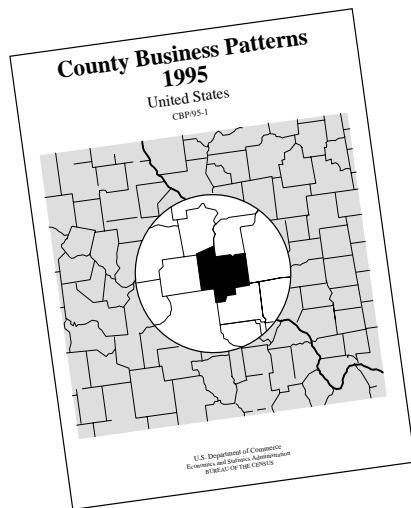 County Business Patterns
1995
United States
CBP/95-1
U.S. Department of Commerce
Economics and Statistics Administration
BUREAU OF THE CENSUS